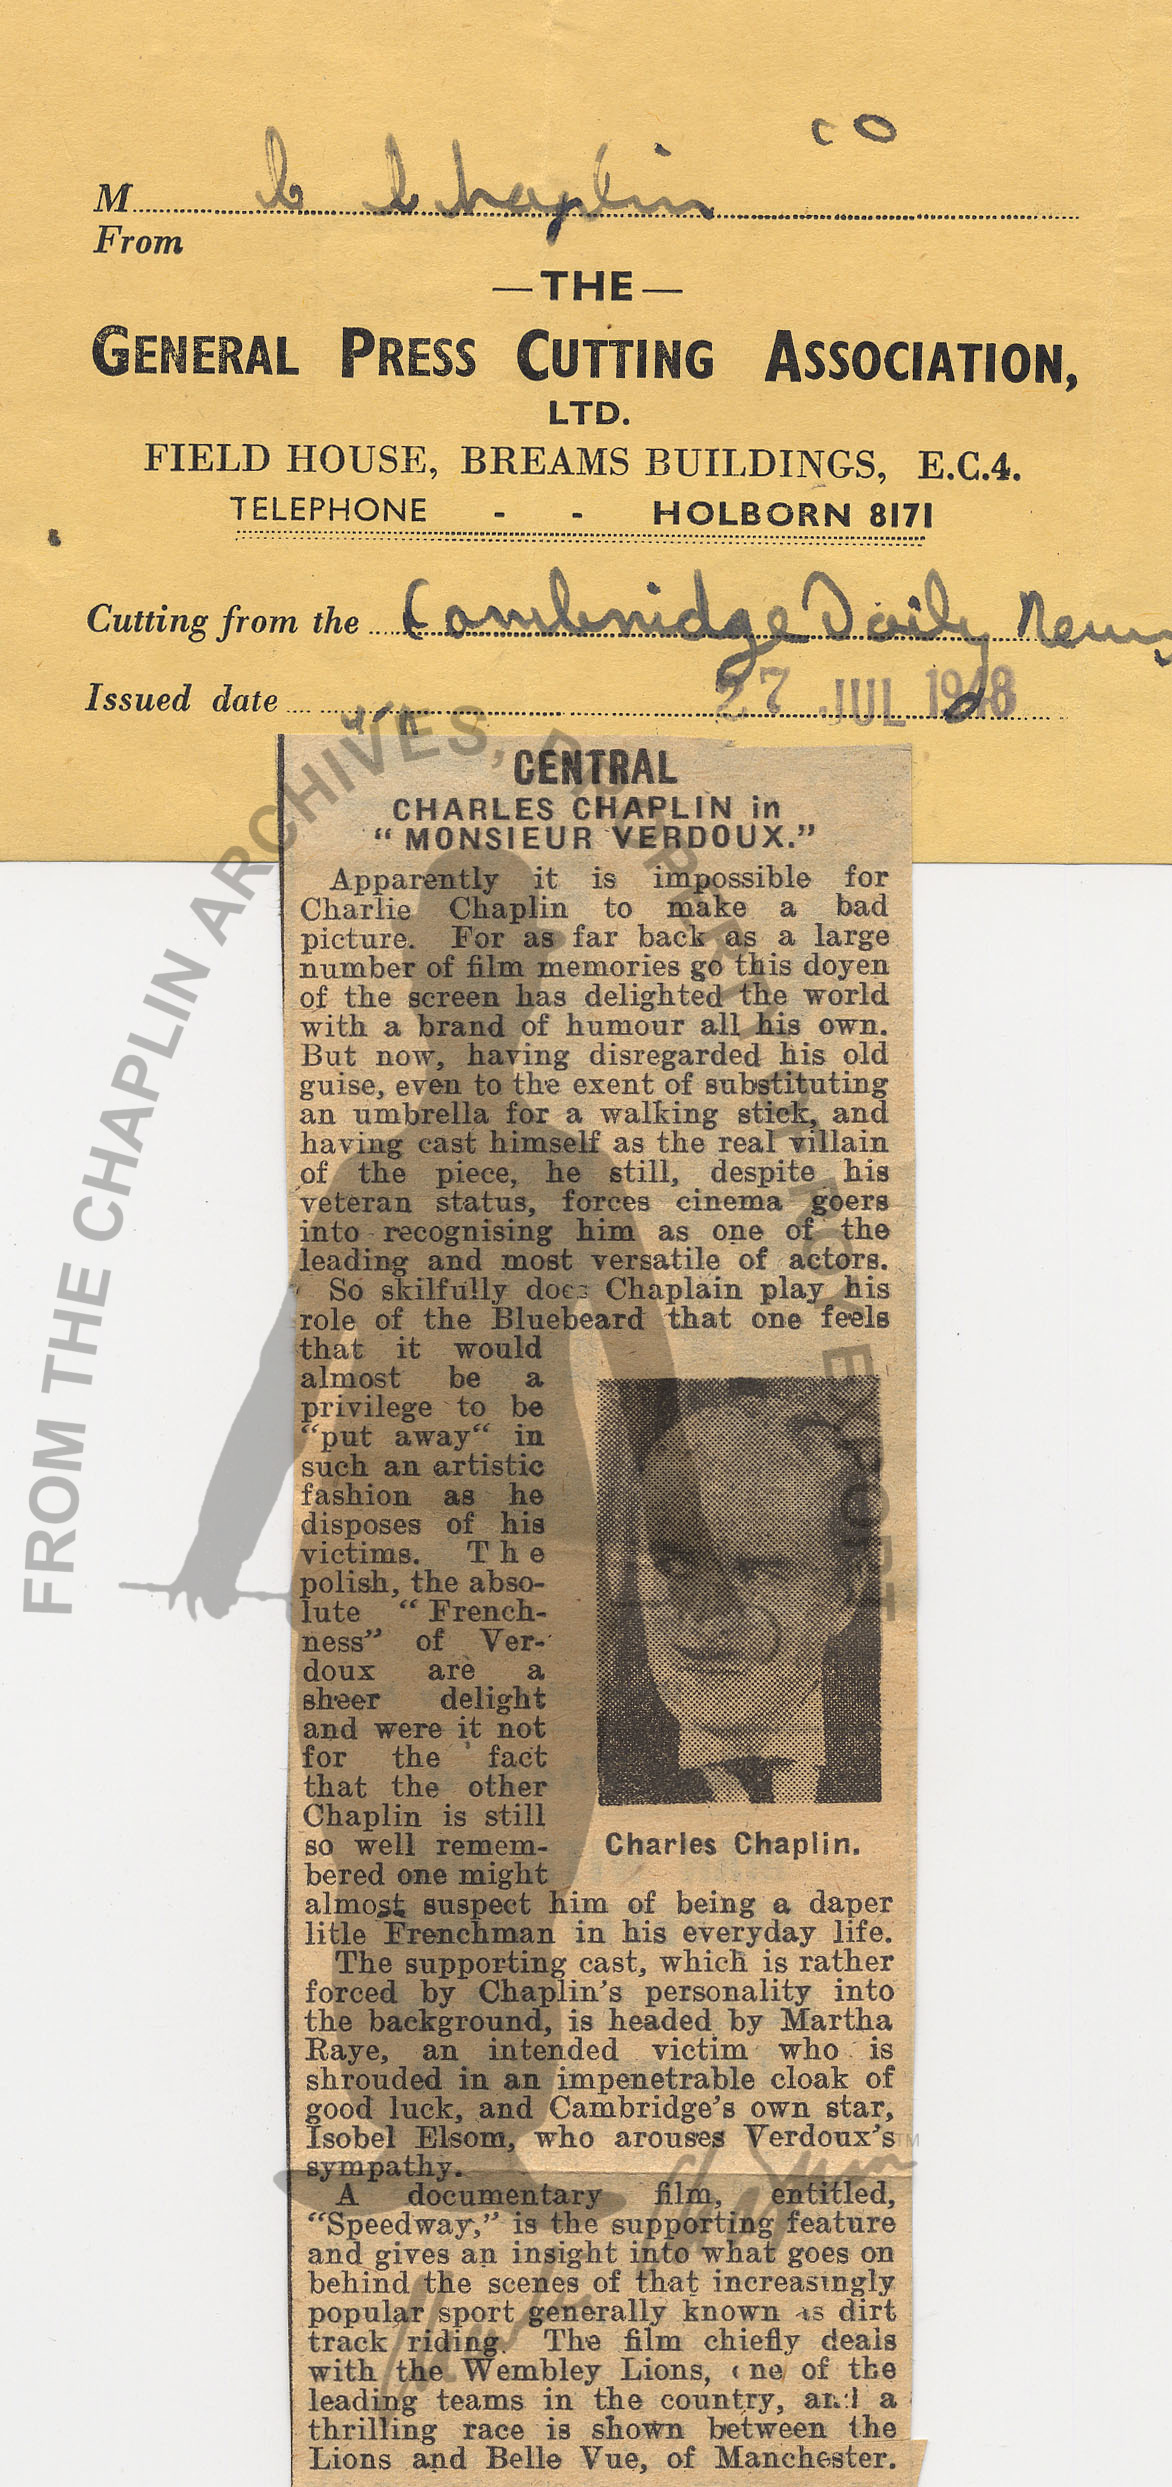 M C Chaplin co
From
—THE—
GENERAL PRESS CUTTING ASSOCIATION,
LTD.
FIELD HOUSE, BREAMS BUILDINGS, E.C.4.
TELEPHONE - - HOLBORN 8171
Cutting from the Cambridge Daily News
Issued date 27 JUL 1948
CENTRAL
CHARLES CHAPLIN in
“ MONSIEUR VERDOUX.”
Apparently it is impossible for
Charlie Chaplin to make a bad
picture. For as far back as a large
number of film memories go this doyen
of the screen has delighted the world
with a brand of humour all his own.
But now, having disregarded his old
guise, even to the exent of substituting
an umbrella for a walking stick, and
having cast himself as the real villain
of the piece, he still, despite his
veteran status, forces cinema goers
into recognising him as one of the
leading and most versatile of actors.
So skilfully does Chaplain play his
role of the Bluebeard that one feels
that it would
almost be a
privilege to be
“put away“ in
such an artistic
fashion as he
disposes of his
victims. The
polish, the abso-
lute “ French-
ness” of Ver-
doux are a
sheer delight
and were it not
for the fact
that the other
Chaplin is still
so well remem-
bered one might
almost suspect him of being a daper
litle Frenchman in his everyday life.
Charles Chaplin.
The supporting cast, which is rather
forced by Chaplin's personality into
the background, is headed by Martha
Raye, an intended victim who is
shrouded in an impenetrable cloak of
good luck, and Cambridge's own star,
Isobel Elsom, who arouses Verdoux's
sympathy.
A documentary film, entitled,
“Speedway,” is the supporting feature
and gives an insight into what goes on
behind the scenes of that increasingly
popular sport generally known as dirt
track riding. The film chiefly deals
with the Wembley Lions, one of the
leading teams in the country, and a
thrilling race is shown between the
Lions and Belle Vue, of Manchester.
FROM THE CHAPLIN ARCHIVES, PROPERTY OF ROY EXPORT
Charlie Chaplin TM